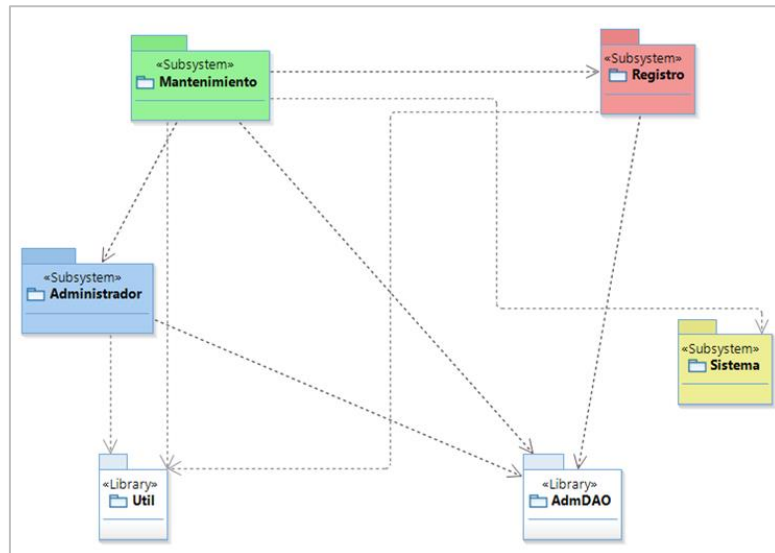 «Subsystem»
Mantenimiento
«Subsystem»
Registro
«Subsystem»
Administrador
«Subsystem»
Sistema
«Library»
Util
«Library»
AdmDAO